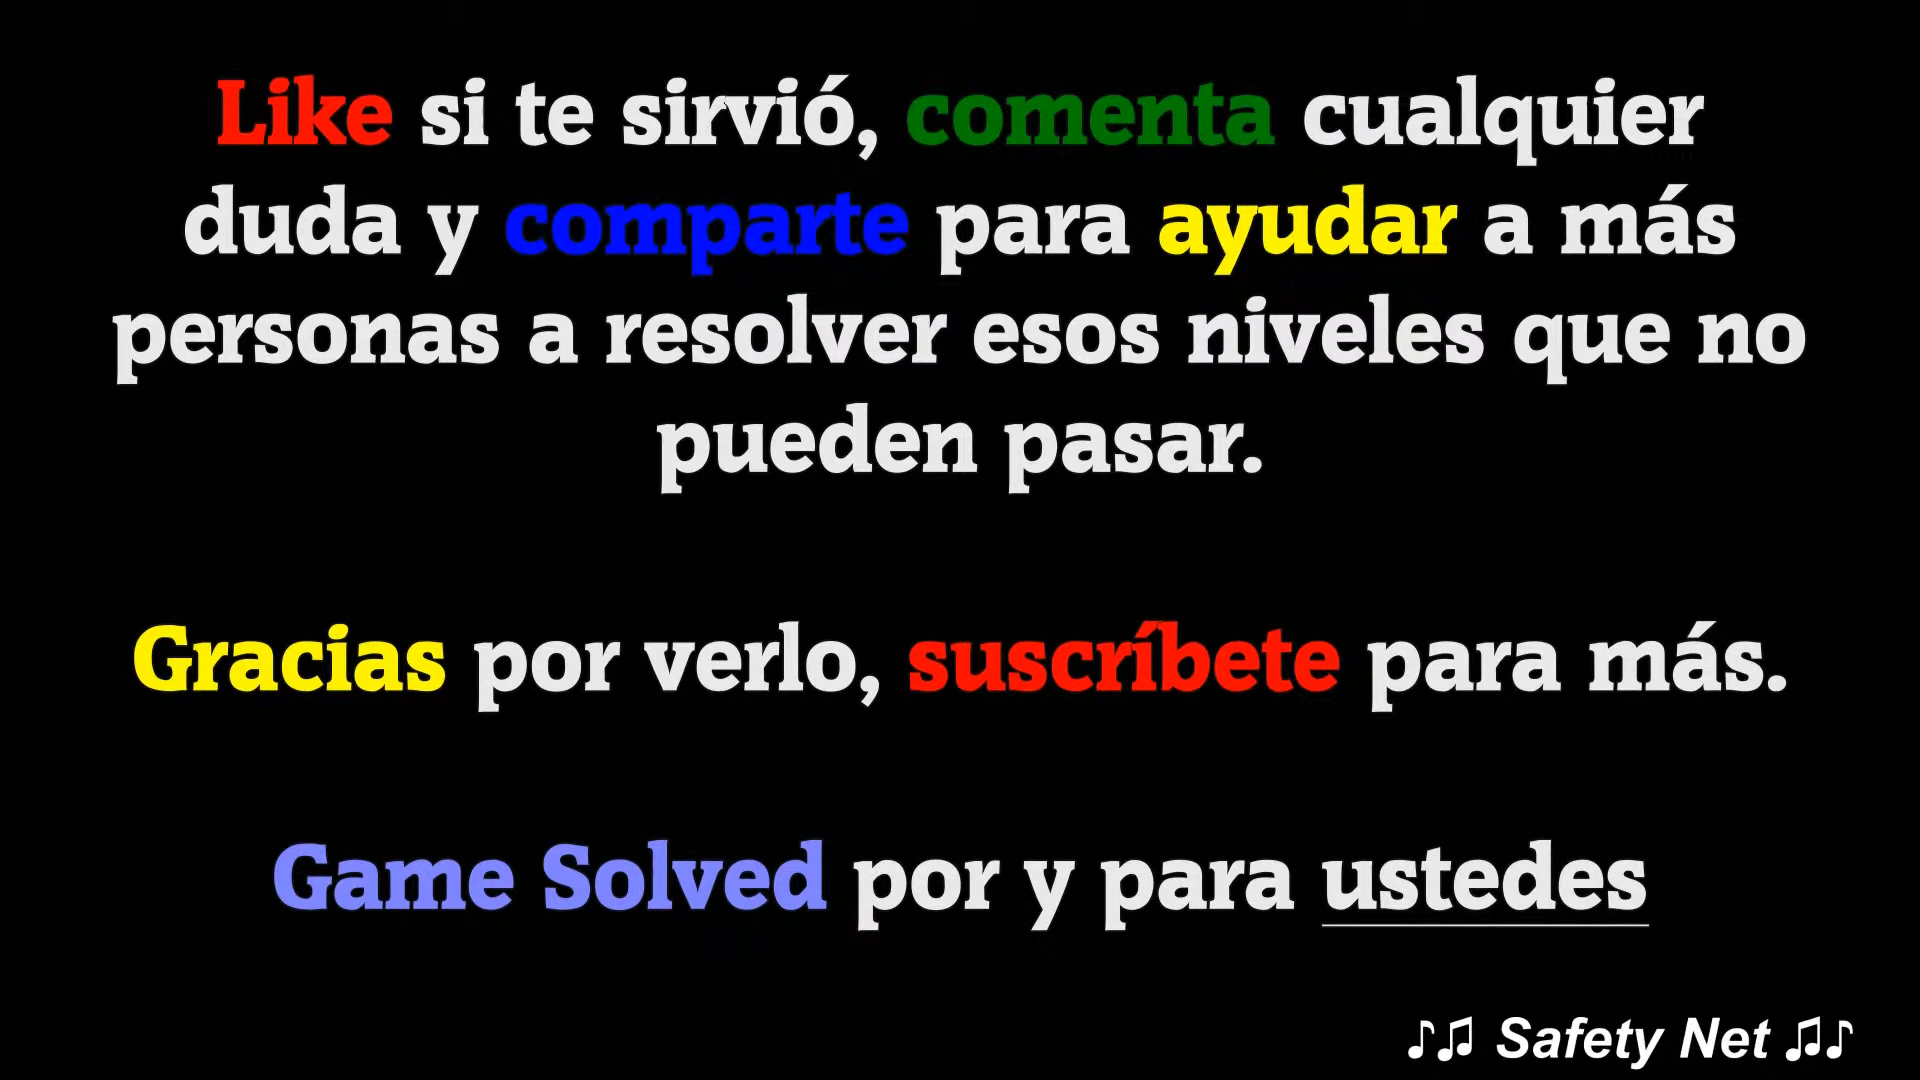 Like si te sirvió, comenta cualquier
duda y comparte para ayudar a más
personas a resolver esos niveles que no
pueden pasar.
Gracias por verlo, suscríbete para más.
Game Solved por y para ustedes
♪♫ Safety Net ♫♪